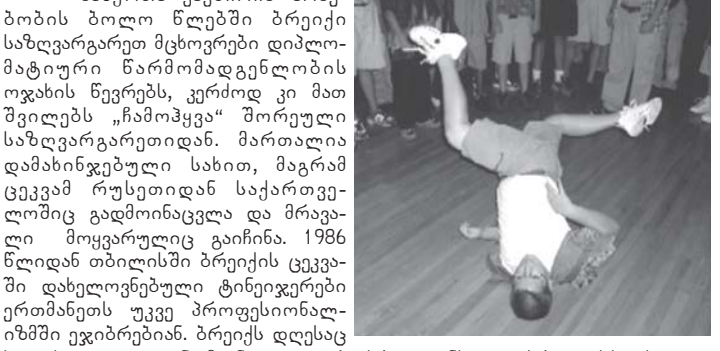 ბობის ბოლო წლებში ბრეიქი
საზღვარგარეთ მცხოვრები დიპლო-
მატიური წარმომადგენლობის
ოჯახის წევრებს, კერძოდ კი მათ
შვილებს „ჩამოჰყვა“ შორეული
საზღვარგარეთიდან. მართალია
დამახინჯებული სახით, მაგრამ
ცეკვამ რუსეთიდან საქართვე-
ლოშიც გადმოინაცვლა და მრავა-
ლი მოყვარულიც გაიჩინა. 1986
წლიდან თბილისში ბრეიქის ცეკვა-
ში დახელოვნებული ტინეიჯერები
ერთმანეთს უკვე პროფესიონალ-
იზმში ეჯიბრებიან. ბრეიქს დღესაც